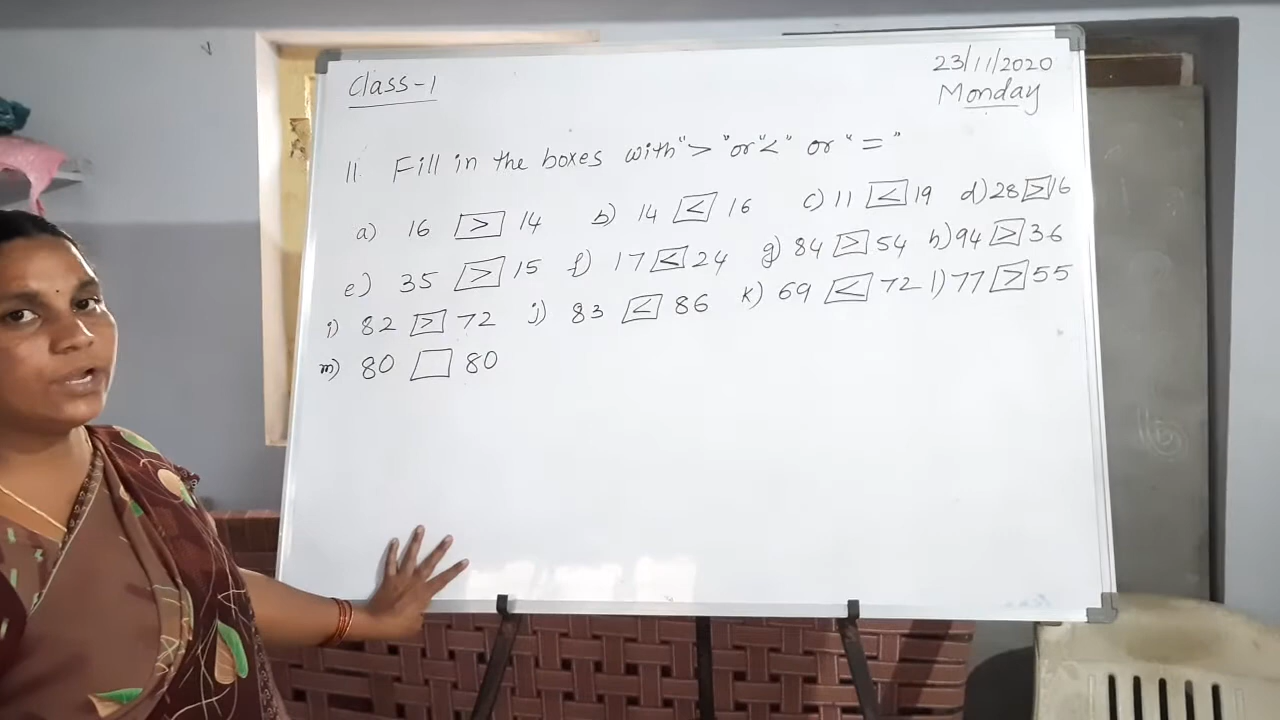 Class-1
23/11/2020
Monday
11. Fill in the boxes with ">" or "<" or "="
a) 16 > 14 b) 14 < 16 c) 11 < 19 d) 28 > 16
e) 35 > 15 f) 17 < 24 g) 84 > 54 h) 94 > 36
i) 82 > 72 j) 83 < 86 k) 69 < 72 l) 77 > 55
m) 80 □ 80